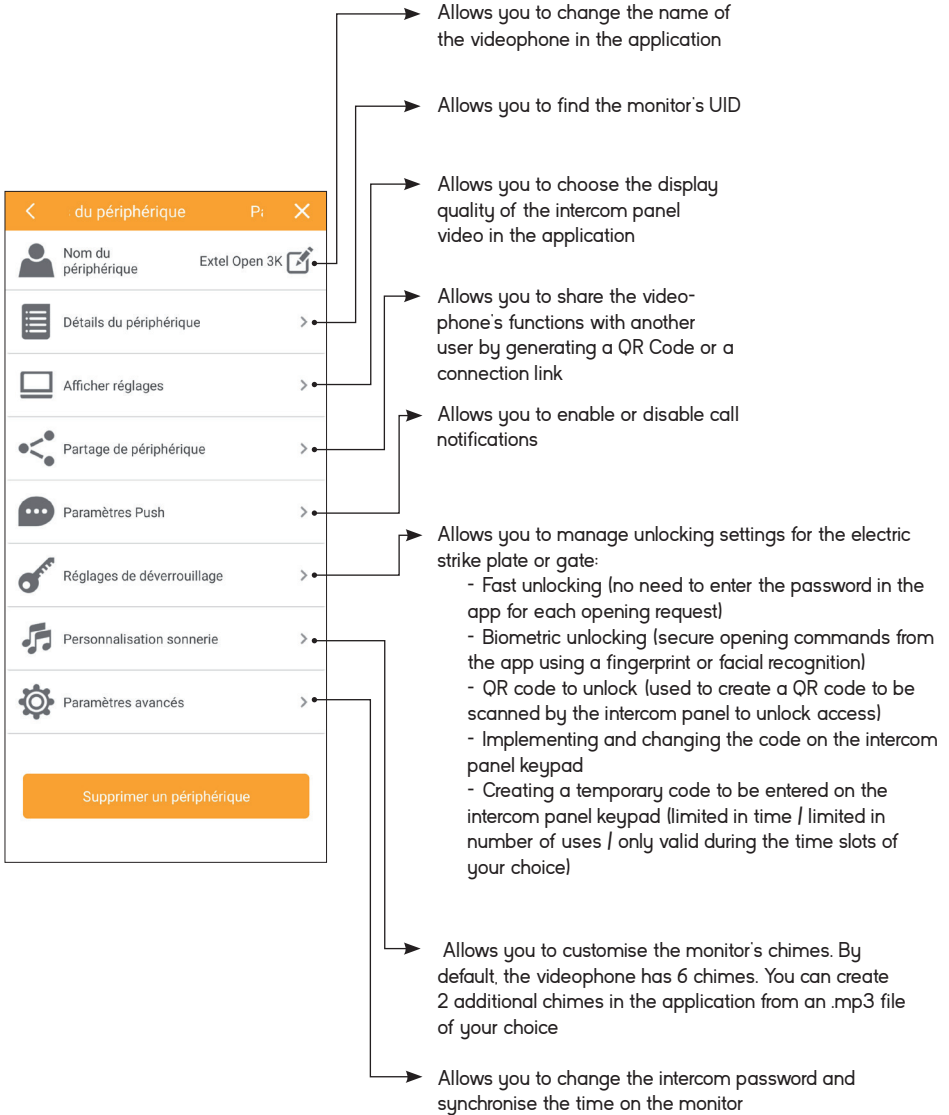 Allows you to change the name of
the videophone in the application
Allows you to find the monitor's UID
Allows you to choose the display
quality of the intercom panel
video in the application
Allows you to share the video-
phone's functions with another
user by generating a QR Code or a
connection link
Allows you to enable or disable call
notifications
Allows you to manage unlocking settings for the electric
strike plate or gate:
- Fast unlocking (no need to enter the password in the
app for each opening request)
- Biometric unlocking (secure opening commands from
the app using a fingerprint or facial recognition)
- QR code to unlock (used to create a QR code to be
scanned by the intercom panel to unlock access)
- Implementing and changing the code on the intercom
panel keypad
- Creating a temporary code to be entered on the
intercom panel keypad (limited in time / limited in
number of uses / only valid during the time slots of
your choice)
Allows you to customise the monitor's chimes. By
default, the videophone has 6 chimes. You can create
2 additional chimes in the application from an .mp3 file
of your choice
Allows you to change the intercom password and
synchronise the time on the monitor
du périphérique Pa
Nom du
périphérique
Extel Open 3K
Détails du périphérique
Afficher réglages
Partage de périphérique
Paramètres Push
Réglages de déverrouillage
Personnalisation sonnerie
Paramètres avancés
Supprimer un périphérique